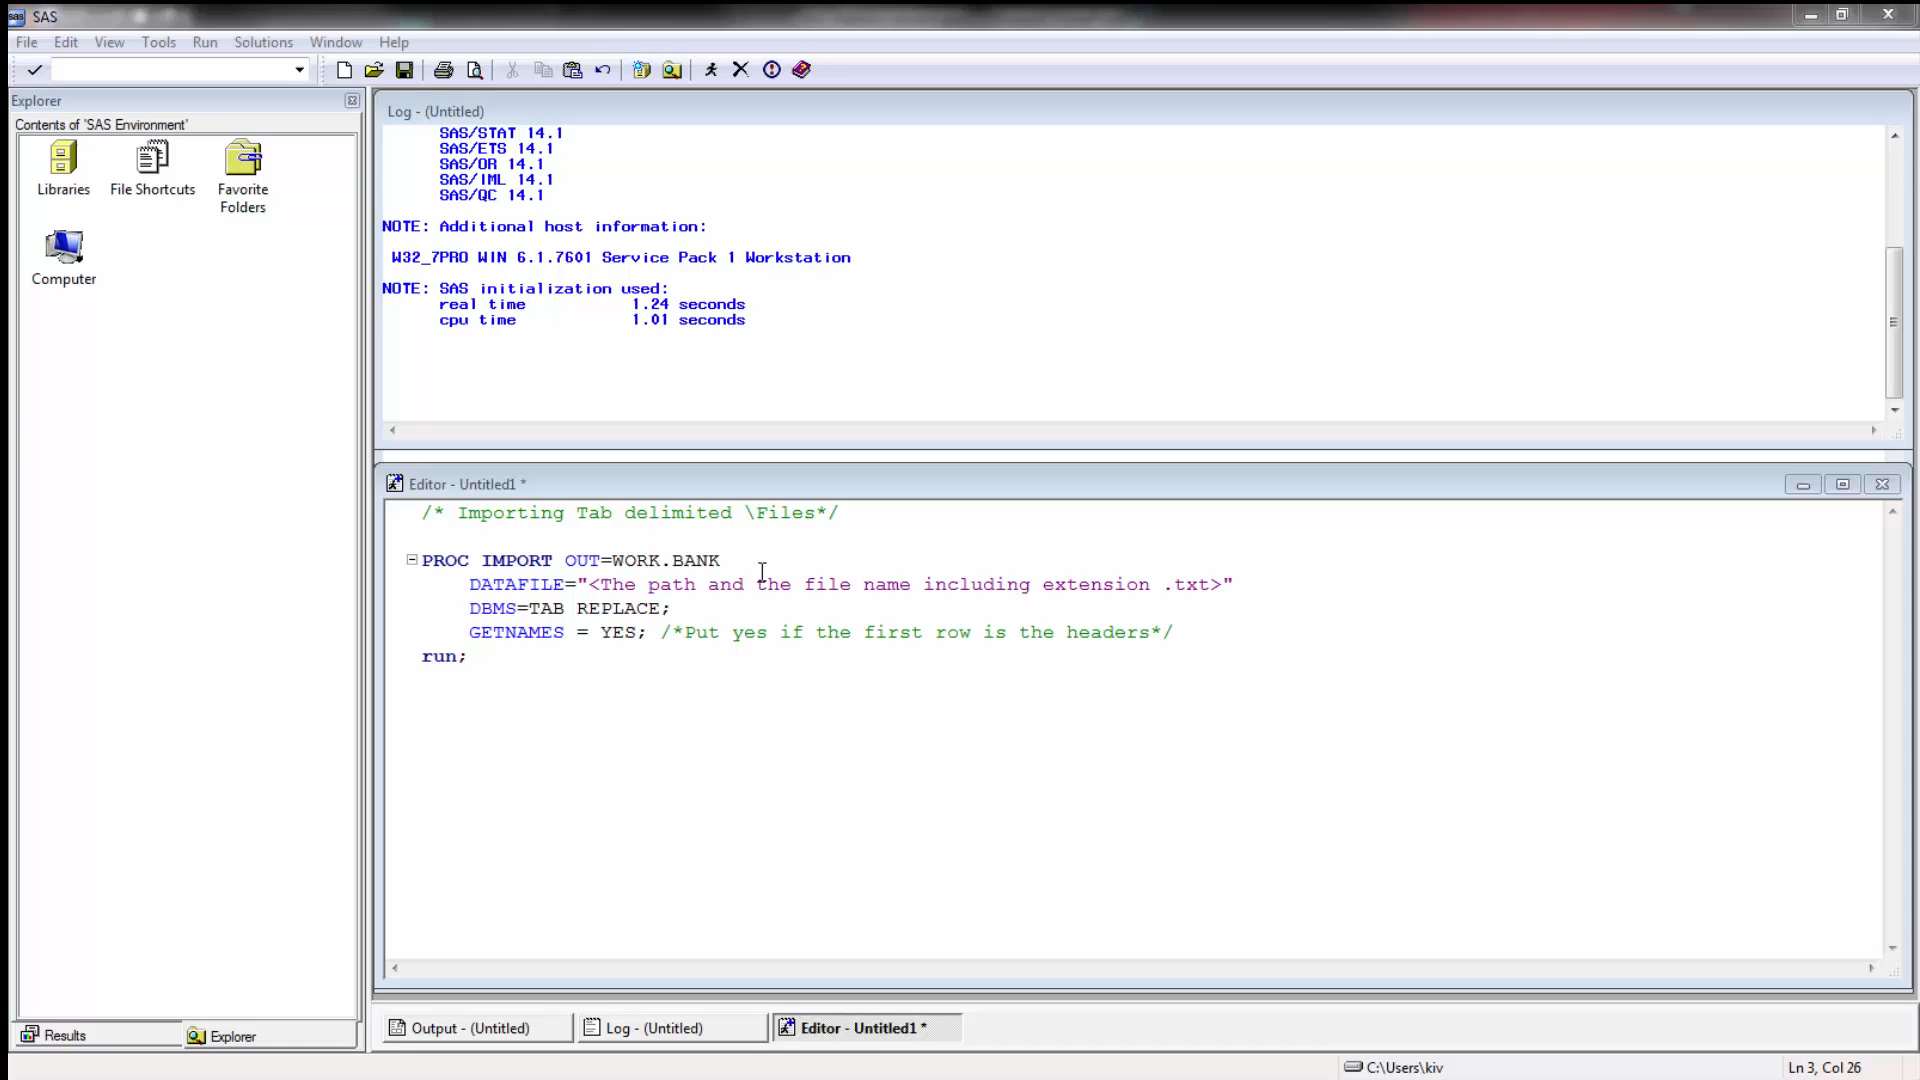 sas SAS
File Edit View Tools Run Solutions Window Help
Explorer
Contents of 'SAS Environment'
Libraries
File Shortcuts
Favorite
Folders
Computer
Log - (Untitled)
SAS/STAT 14.1
SAS/ETS 14.1
SAS/OR 14.1
SAS/IML 14.1
SAS/QC 14.1
NOTE: Additional host information:
W32_7PRO WIN 6.1.7601 Service Pack 1 Workstation
NOTE: SAS initialization used:
real time 1.24 seconds
cpu time 1.01 seconds
Editor - Untitled1 *
/* Importing Tab delimited \Files*/
PROC IMPORT OUT=WORK.BANK
DATAFILE="<The path and the file name including extension .txt>"
DBMS=TAB REPLACE;
GETNAMES = YES; /*Put yes if the first row is the headers*/
run;
Results
Explorer
Output - (Untitled)
Log - (Untitled)
Editor - Untitled1 *
C:\Users\kiv
Ln 3, Col 26